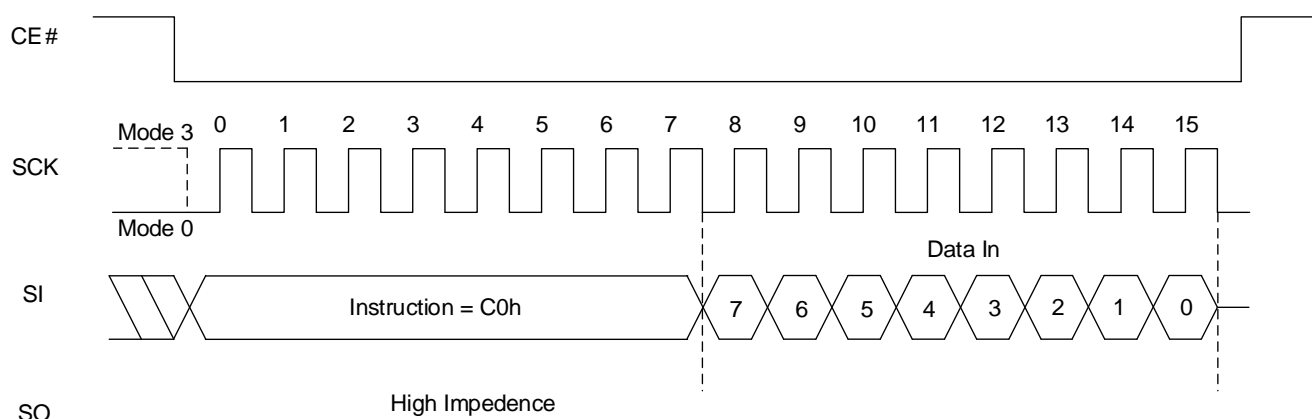 CE#
0 1 2 3 4 5 6 7 8 9 10 11 12 13 14 15
Mode 3
SCK
Mode 0
Data In
SI
Instruction = C0h
7 6 5 4 3 2 1 0
High Impedence
SO